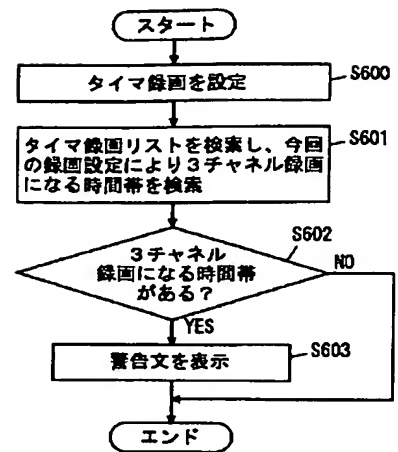 スタート
タイマ録画を設定
S600
タイマ録画リストを検索し、今回
の録画設定により3チャネル録画
になる時間帯を検索
S601
3チャネル
録画になる時間帯
がある?
S602
NO
YES
警告文を表示
S603
エンド